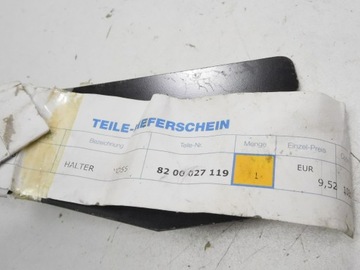 TEILE-LIEFERSCHEIN
Bezeichnung Teile-Nr. Menge Einzel-Preis
HALTER 82 00 027 119 1 EUR
9,52